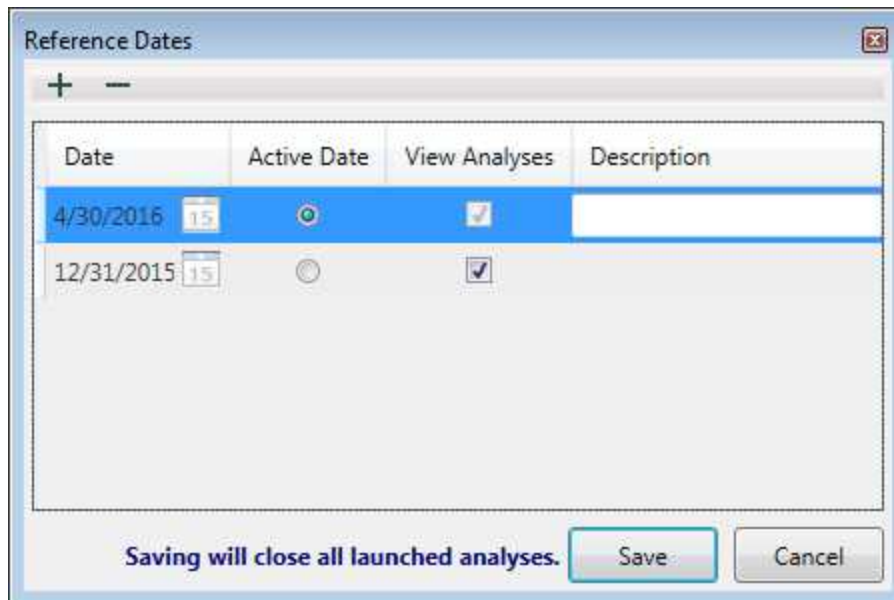 Reference Dates
Date Active Date View Analyses Description
4/30/2016 15
12/31/2015 15
Saving will close all launched analyses. Save Cancel